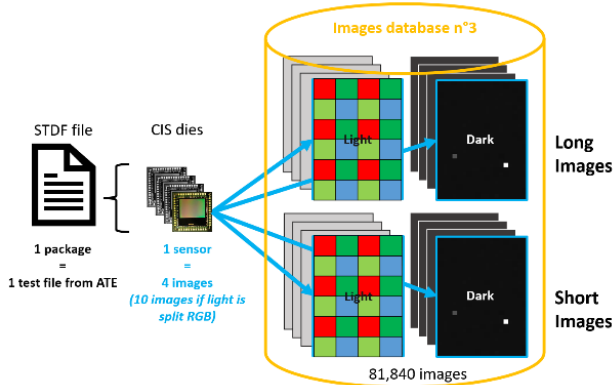 Images database n°3
STDF file
CIS dies
Light
Dark
Long
Images
1 package
=
1 test file from ATE
1 sensor
=
4 images
(10 images if light is
split RGB)
Light
Dark
Short
Images
81,840 images